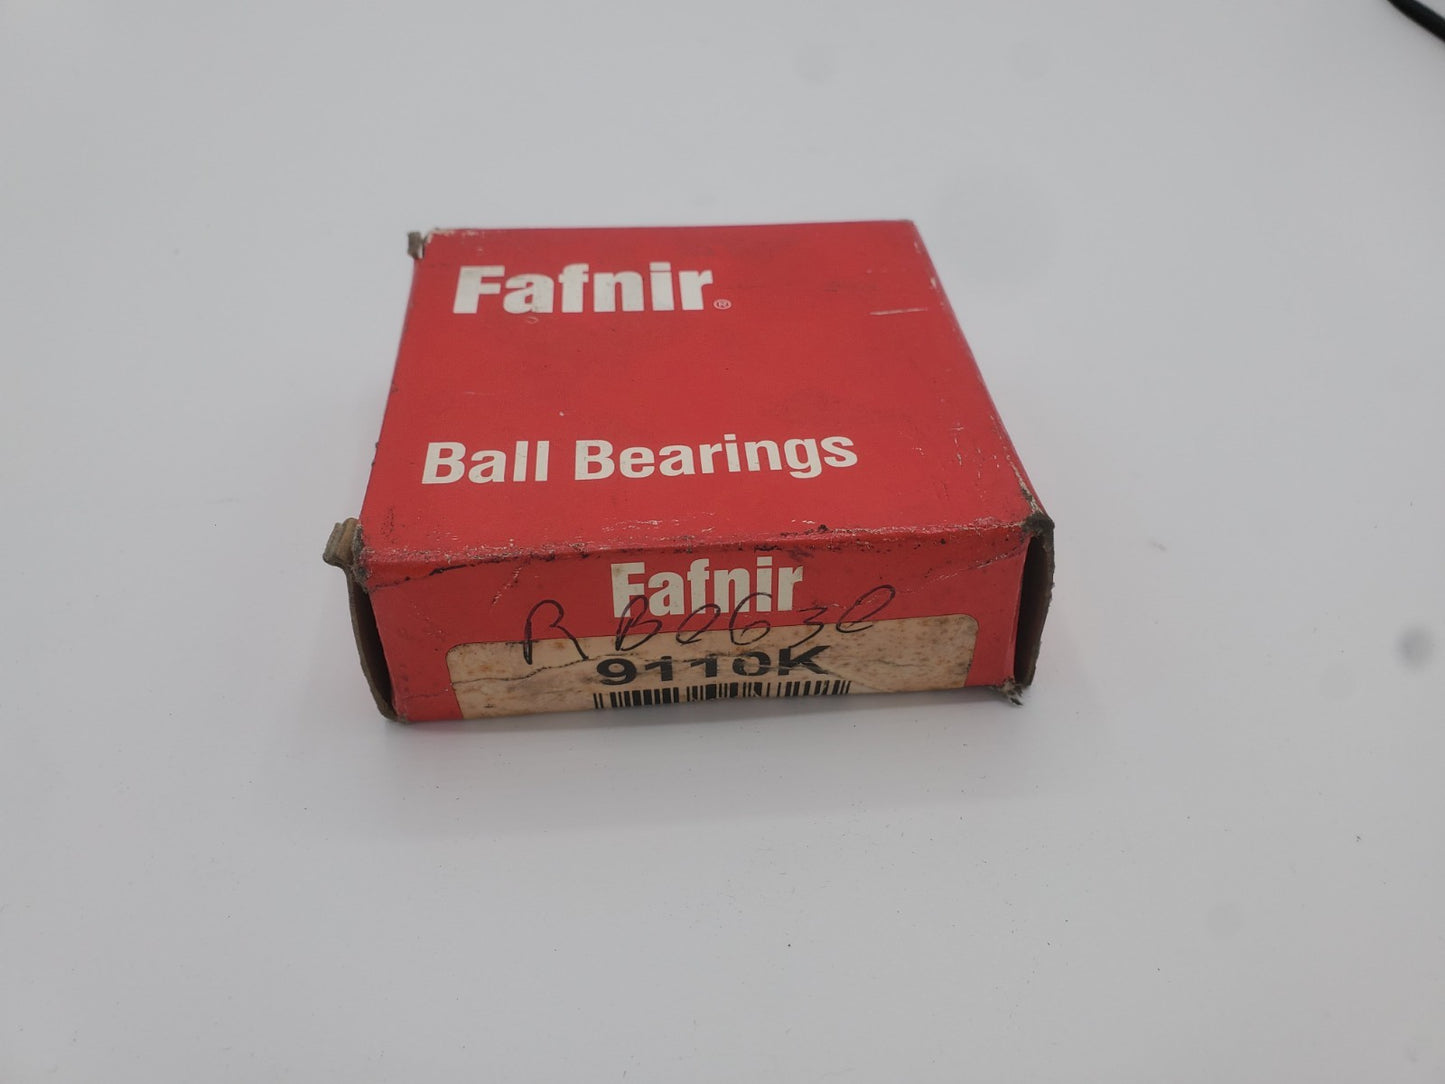 Fafnir®
Ball Bearings
Fafnir
9110K